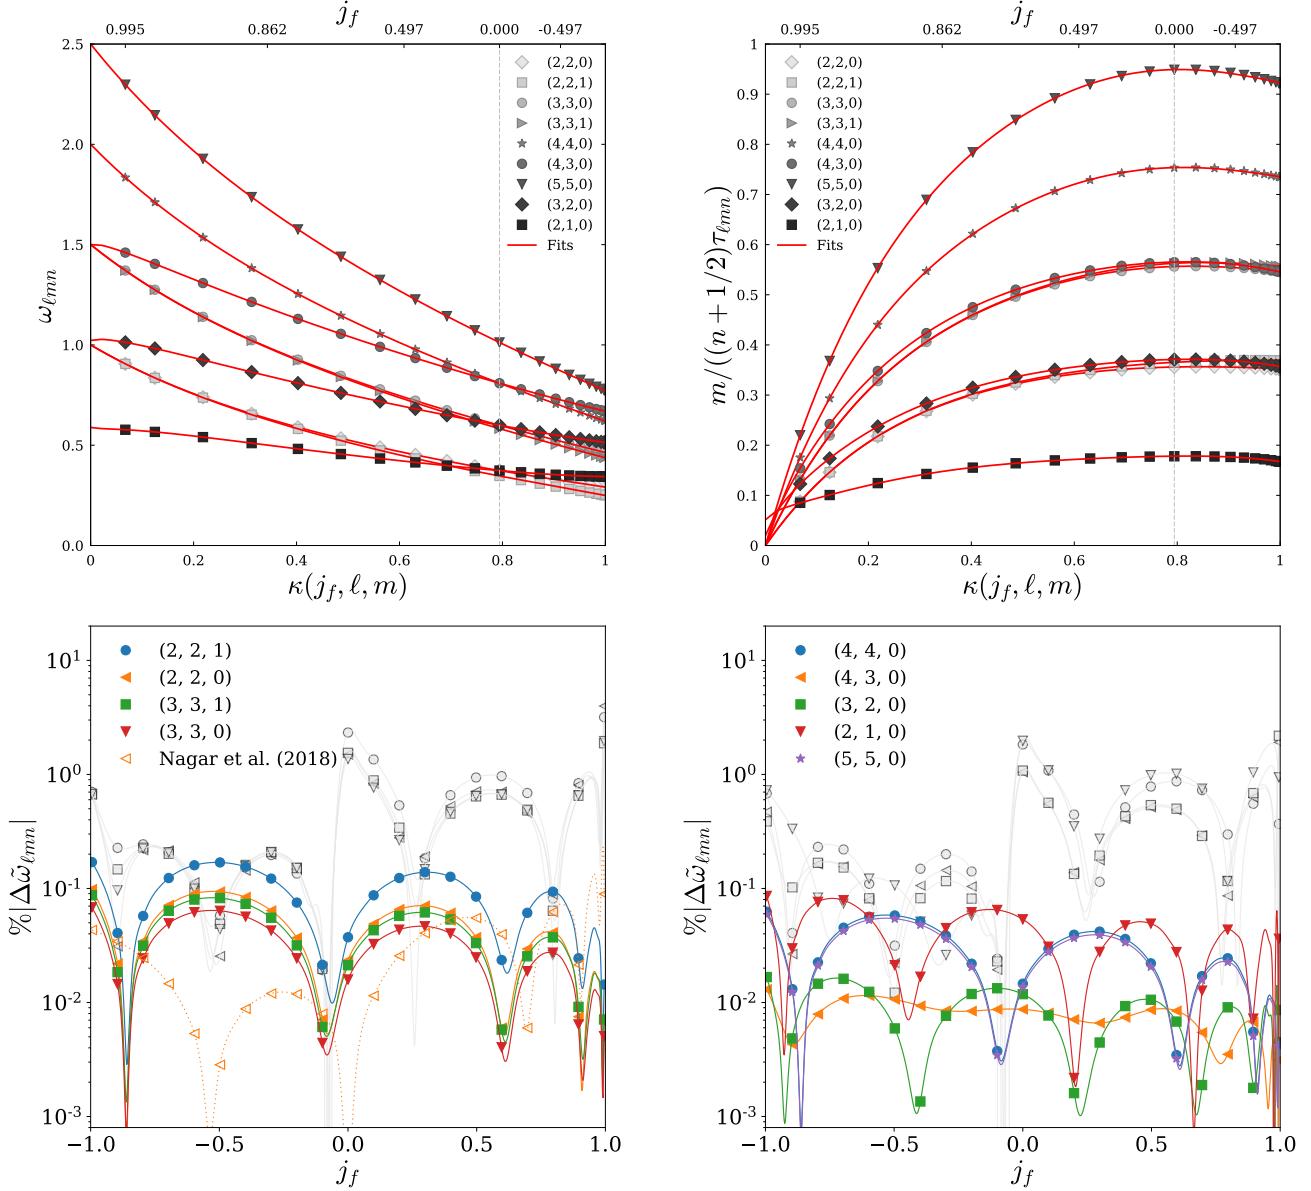 j_f
0.995 0.862 0.497 0.000 -0.497
2.5
2.0
1.5
1.0
0.5
0.0
ω_{ℓmn}
(2,2,0)
(2,2,1)
(3,3,0)
(3,3,1)
(4,4,0)
(4,3,0)
(5,5,0)
(3,2,0)
(2,1,0)
Fits
0 0.2 0.4 0.6 0.8 1
κ(j_f, ℓ, m)
j_f
0.995 0.862 0.497 0.000 -0.497
1
0.9
0.8
0.7
0.6
0.5
0.4
0.3
0.2
0.1
0
m/((n + 1/2)τ_{ℓmn})
(2,2,0)
(2,2,1)
(3,3,0)
(3,3,1)
(4,4,0)
(4,3,0)
(5,5,0)
(3,2,0)
(2,1,0)
Fits
0 0.2 0.4 0.6 0.8 1
κ(j_f, ℓ, m)
10^1
10^0
10^{−1}
10^{−2}
10^{−3}
%|Δω̃_{ℓmn}|
(2, 2, 1)
(2, 2, 0)
(3, 3, 1)
(3, 3, 0)
Nagar et al. (2018)
−1.0 −0.5 0.0 0.5 1.0
j_f
10^1
10^0
10^{−1}
10^{−2}
10^{−3}
%|Δω̃_{ℓmn}|
(4, 4, 0)
(4, 3, 0)
(3, 2, 0)
(2, 1, 0)
(5, 5, 0)
−1.0 −0.5 0.0 0.5 1.0
j_f